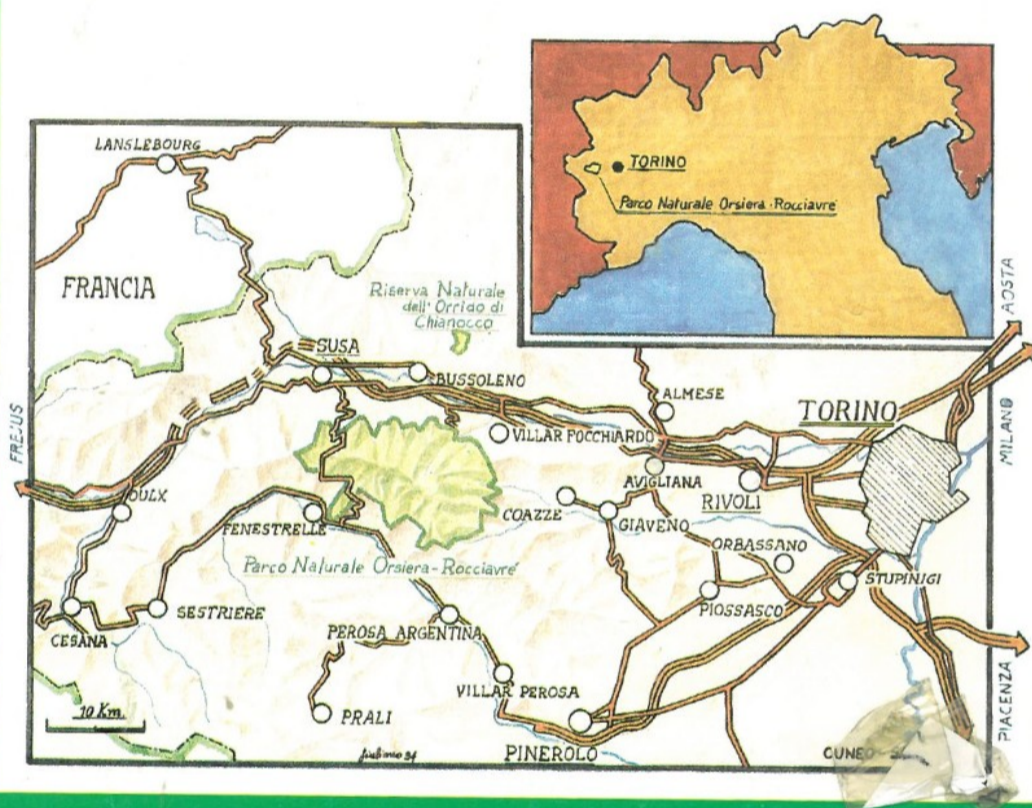 LANSLEBOURG
FRANCIA
Riserva Naturale
dell' Orrido di
Chianocco
TORINO
Parco Naturale Orsiera-Rocciavrè
AOSTA
SUSA
BUSSOLENO
ALMESE
TORINO
MILANO
FREJUS
VILLAR FOCCHIARDO
AVIGLIANA
RIVOLI
OULX
FENESTRELLE
COAZZE
GIAVENO
ORBASSANO
Parco Naturale Orsiera-Rocciavrè
STUPINIGI
PIOSSASCO
SESTRIERE
CESANA
PEROSA ARGENTINA
VILLAR PEROSA
PRALI
10 Km.
PINEROLO
CUNEO
PIACENZA